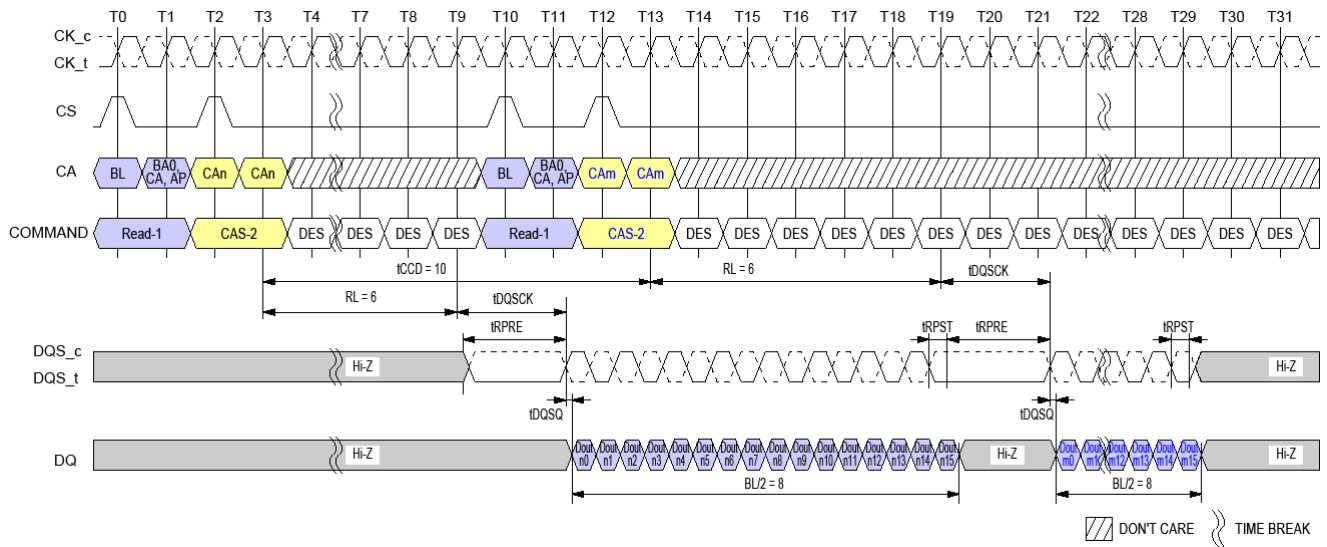 T0 T1 T2 T3 T4 T7 T8 T9 T10 T11 T12 T13 T14 T15 T16 T17 T18 T19 T20 T21 T22 T28 T29 T30 T31
CK_c
CK_t
CS
CA BL BA0, CA, AP CAn CAn BL BA0, CA, AP CAm CAm
COMMAND Read-1 CAS-2 DES DES DES DES Read-1 CAS-2 DES DES DES DES DES DES DES DES DES DES DES DES DES
tCCD = 10 RL = 6 tDQSCK
RL = 6 tDQSCK
tRPRE tRPST tRPRE tRPST
DQS_c
DQS_t Hi-Z Hi-Z
tDQSQ tDQSQ
DQ Hi-Z Dout n0 Dout n1 Dout n2 Dout n3 Dout n4 Dout n5 Dout n6 Dout n7 Dout n8 Dout n9 Dout n10 Dout n11 Dout n12 Dout n13 Dout n14 Dout n15 Hi-Z Dout m0 Dout m1 Dout m12 Dout m13 Dout m14 Dout m15 Hi-Z
BL/2 = 8 BL/2 = 8
DON'T CARE TIME BREAK